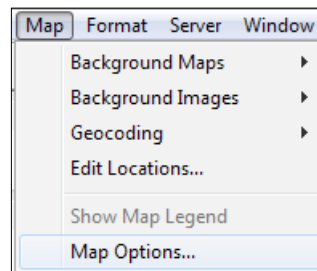 Map Format Server Window
Background Maps
Background Images
Geocoding
Edit Locations...
Show Map Legend
Map Options...